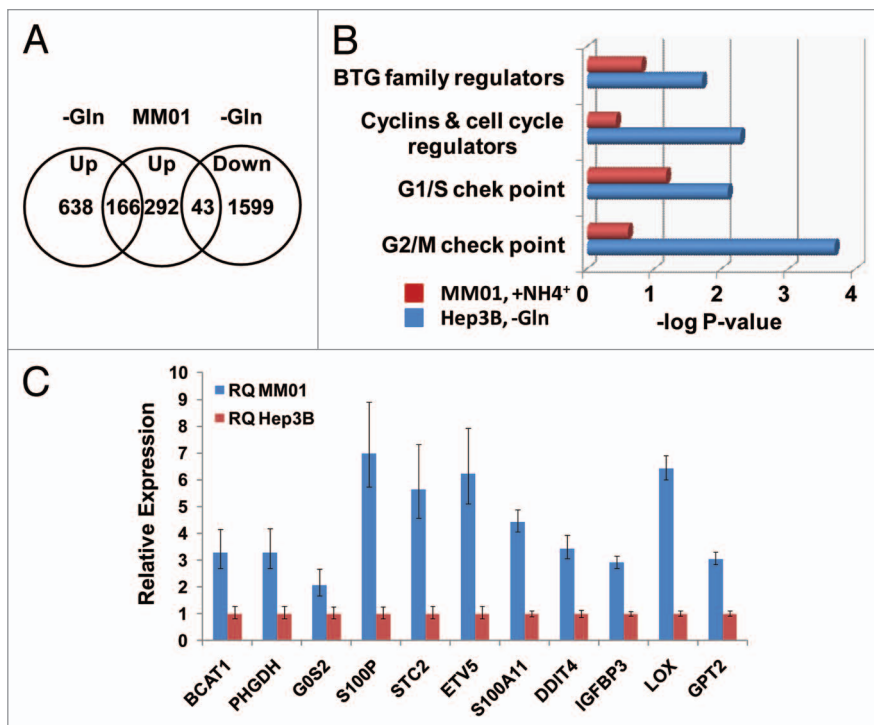 A
-Gln MM01 -Gln
Up Up Down
638 166 292 43 1599
B
BTG family regulators
Cyclins & cell cycle
regulators
G1/S chek point
G2/M check point
0 1 2 3 4
-log P-value
MM01, +NH4⁺
Hep3B, -Gln
C
Relative Expression
10
9
8
7
6
5
4
3
2
1
0
RQ MM01
RQ Hep3B
BCAT1
PHGDH
G0S2
S100P
STC2
ETV5
S100A11
DDIT4
IGFBP3
LOX
GPT2